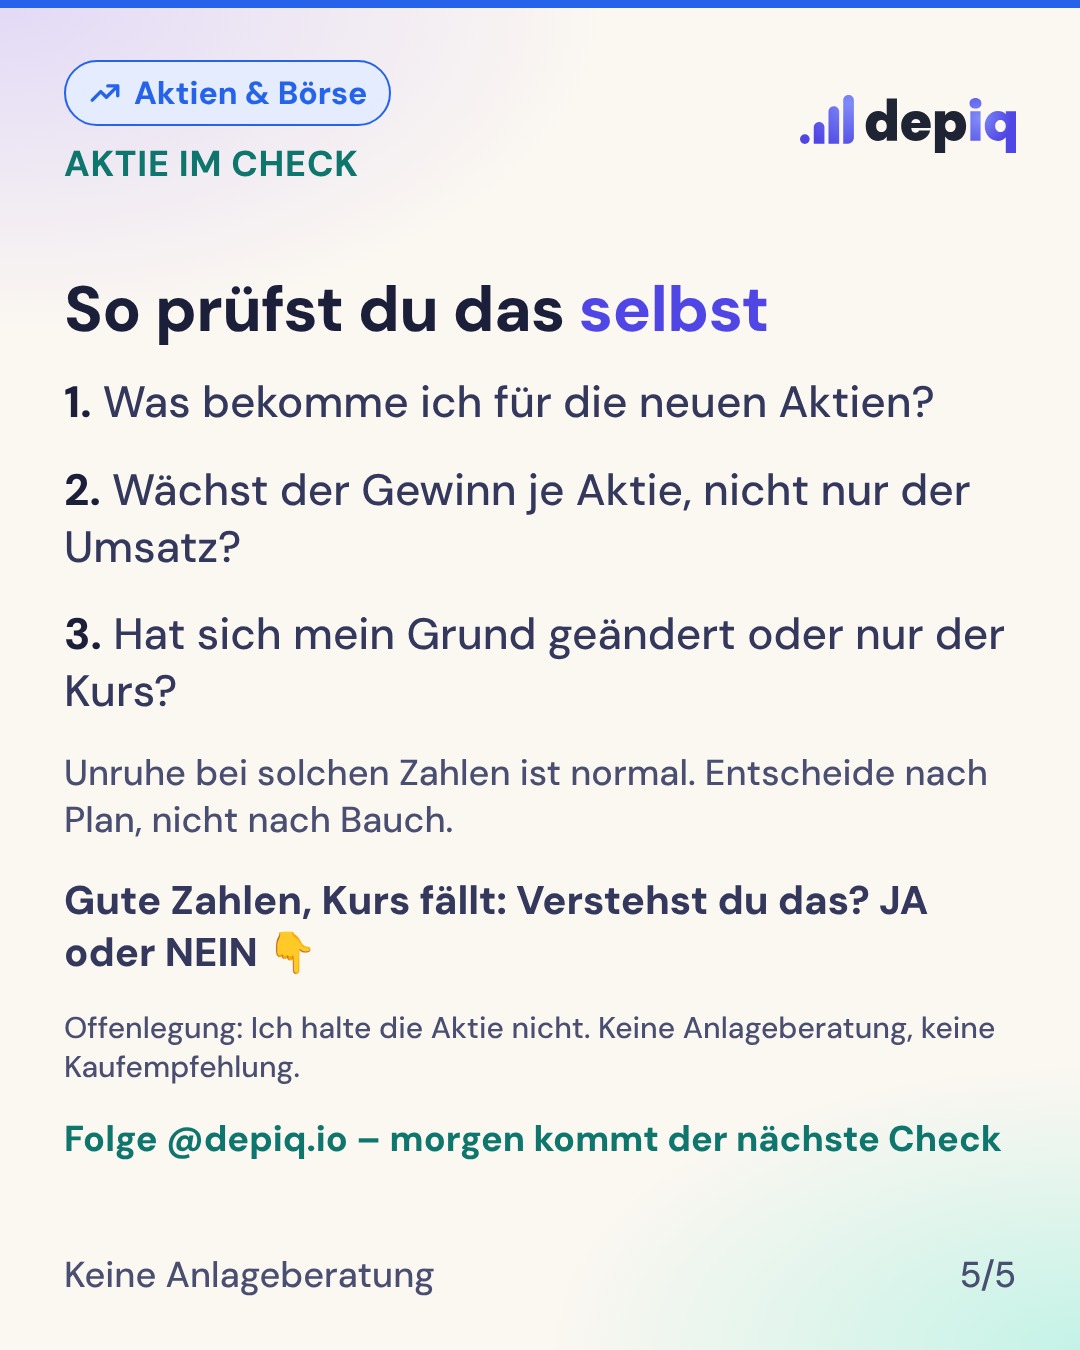 Aktien & Börse
depiq
AKTIE IM CHECK
So prüfst du das selbst
1. Was bekomme ich für die neuen Aktien?
2. Wächst der Gewinn je Aktie, nicht nur der
Umsatz?
3. Hat sich mein Grund geändert oder nur der
Kurs?
Unruhe bei solchen Zahlen ist normal. Entscheide nach
Plan, nicht nach Bauch.
Gute Zahlen, Kurs fällt: Verstehst du das? JA
oder NEIN 👇
Offenlegung: Ich halte die Aktie nicht. Keine Anlageberatung, keine
Kaufempfehlung.
Folge @depiq.io – morgen kommt der nächste Check
Keine Anlageberatung
5/5